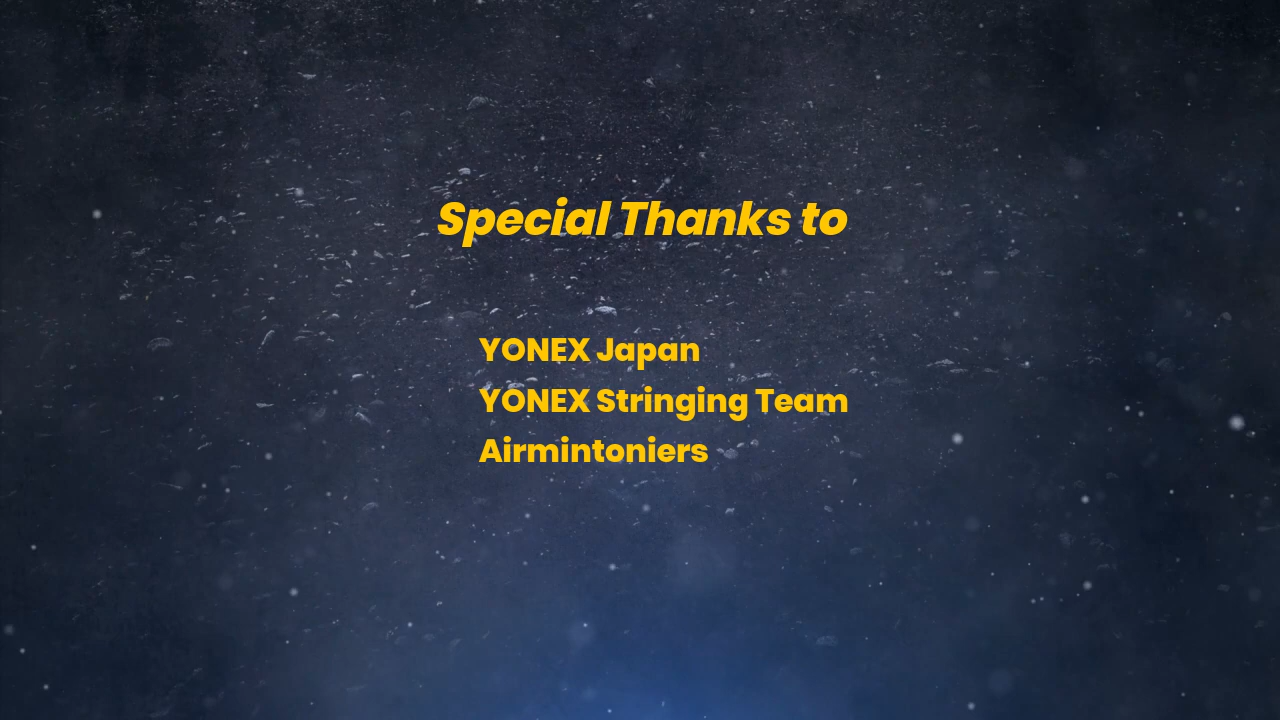 Special Thanks to
YONEX Japan
YONEX Stringing Team
Airmintoniers